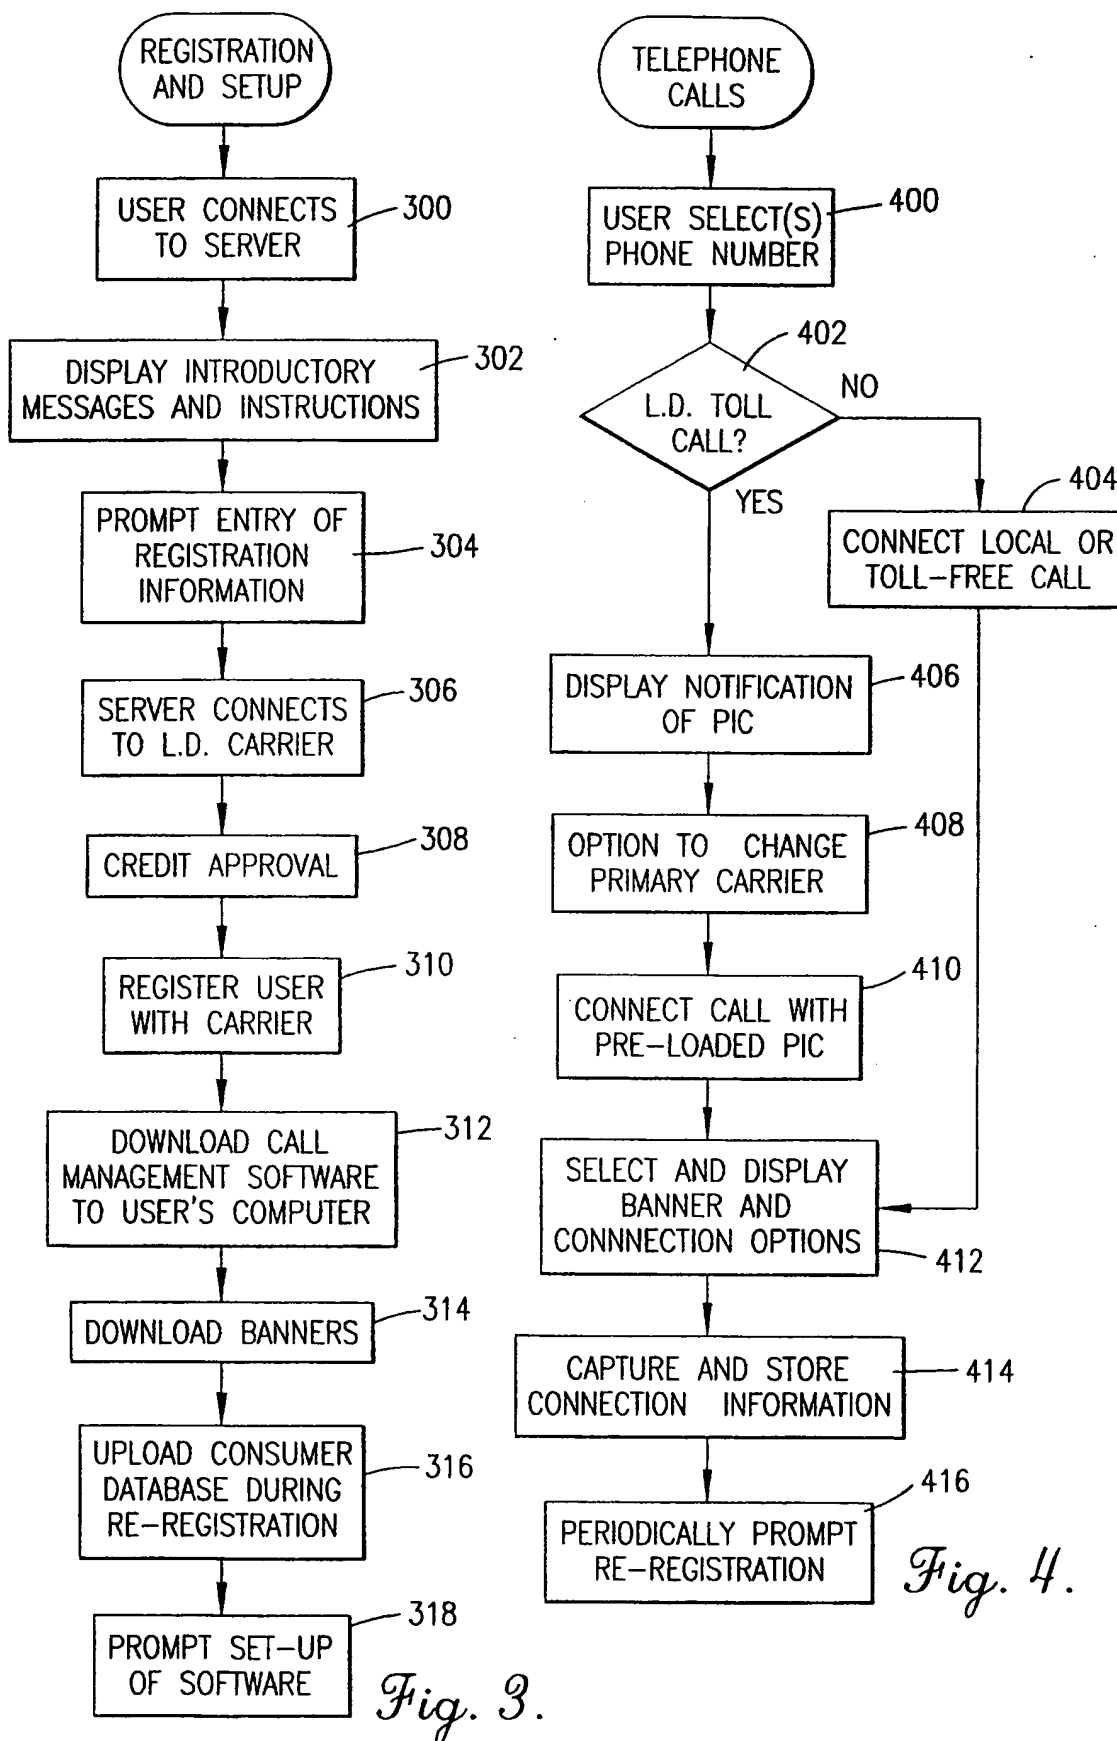 REGISTRATION
AND SETUP
USER CONNECTS
TO SERVER
300
DISPLAY INTRODUCTORY
MESSAGES AND INSTRUCTIONS
302
PROMPT ENTRY OF
REGISTRATION
INFORMATION
304
SERVER CONNECTS
TO L.D. CARRIER
306
CREDIT APPROVAL
308
REGISTER USER
WITH CARRIER
310
DOWNLOAD CALL
MANAGEMENT SOFTWARE
TO USER'S COMPUTER
312
DOWNLOAD BANNERS
314
UPLOAD CONSUMER
DATABASE DURING
RE-REGISTRATION
316
PROMPT SET-UP
OF SOFTWARE
318
Fig. 3.
TELEPHONE
CALLS
USER SELECT(S)
PHONE NUMBER
400
L.D. TOLL
CALL?
402
NO
YES
404
CONNECT LOCAL OR
TOLL-FREE CALL
DISPLAY NOTIFICATION
OF PIC
406
OPTION TO CHANGE
PRIMARY CARRIER
408
CONNECT CALL WITH
PRE-LOADED PIC
410
SELECT AND DISPLAY
BANNER AND
CONNNECTION OPTIONS
412
CAPTURE AND STORE
CONNECTION INFORMATION
414
PERIODICALLY PROMPT
RE-REGISTRATION
416
Fig. 4.